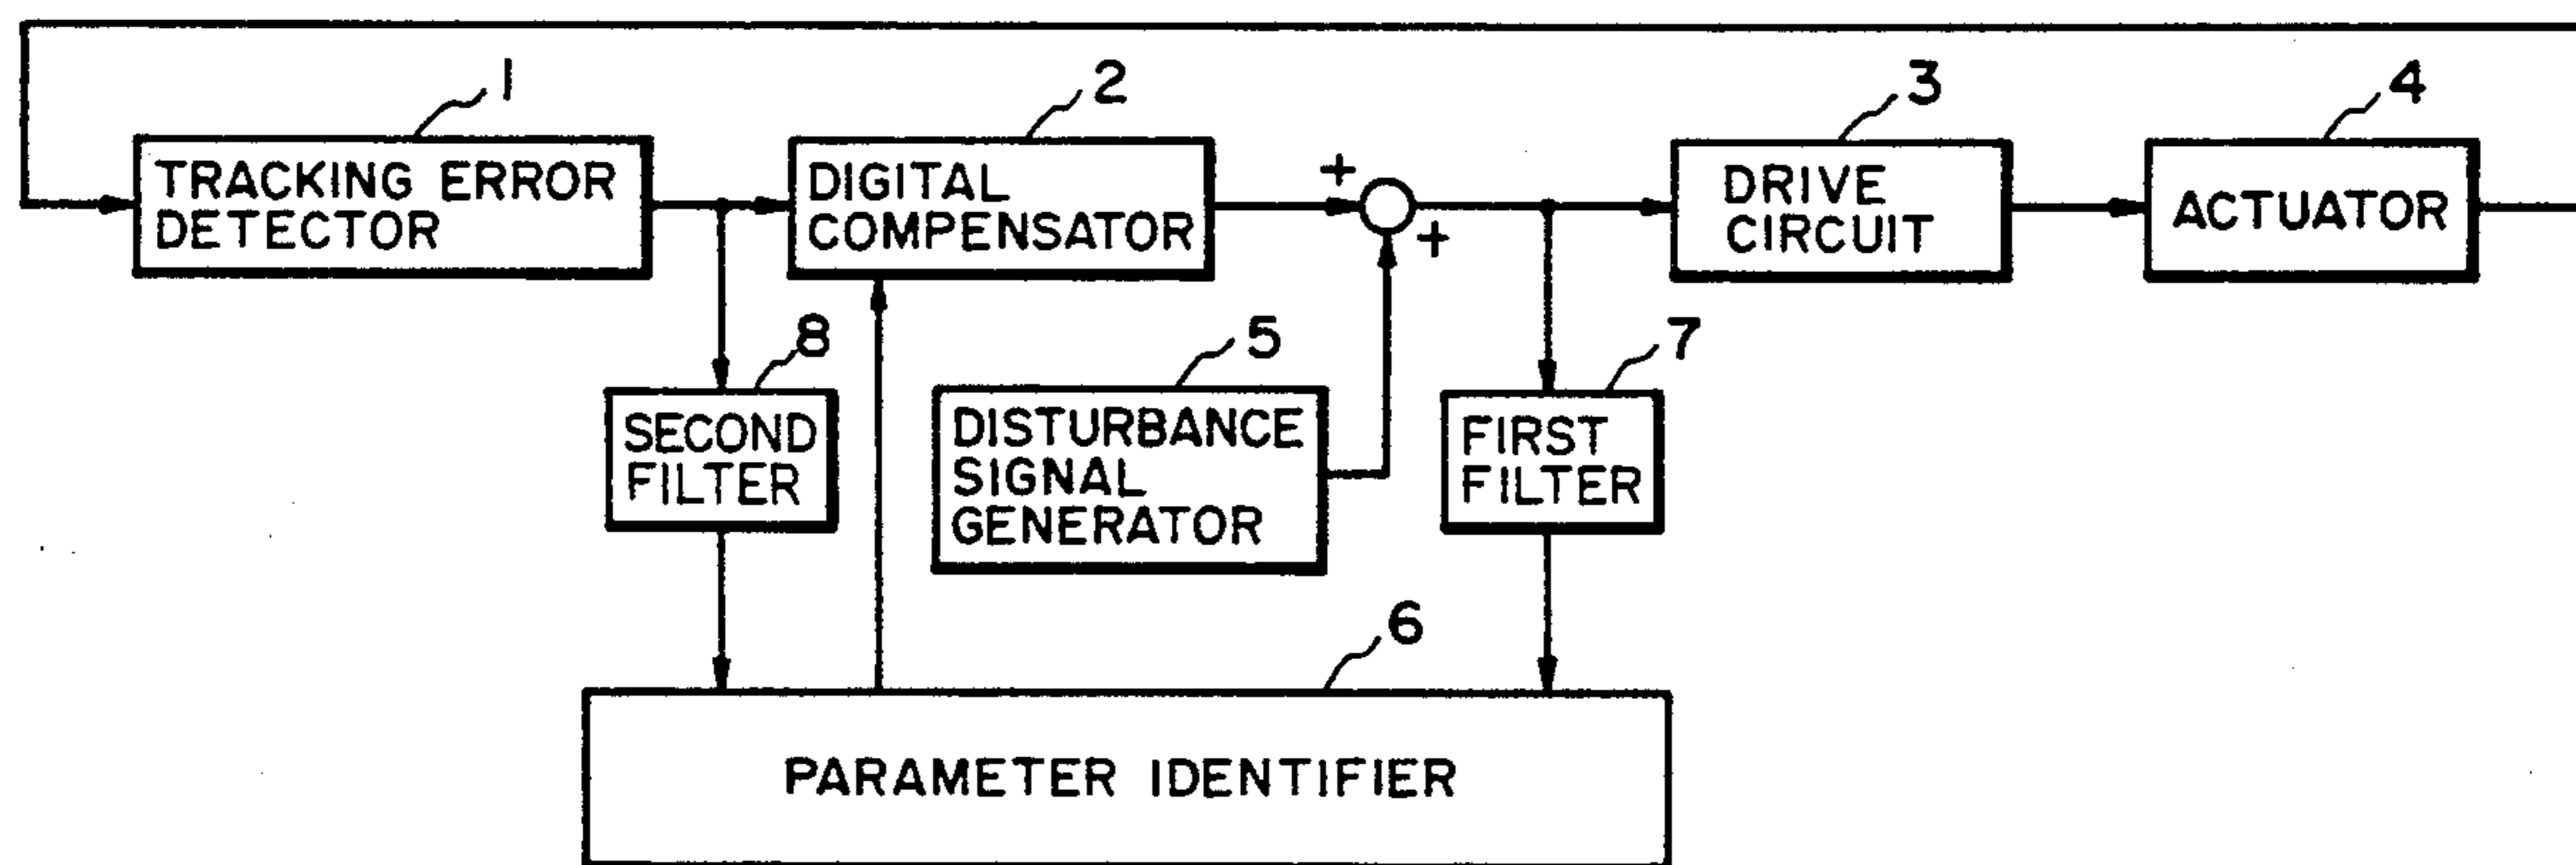 1
2
3
4
TRACKING ERROR
DETECTOR
DIGITAL
COMPENSATOR
+
+
DRIVE
CIRCUIT
ACTUATOR
8
5
7
SECOND
FILTER
DISTURBANCE
SIGNAL
GENERATOR
FIRST
FILTER
6
PARAMETER IDENTIFIER